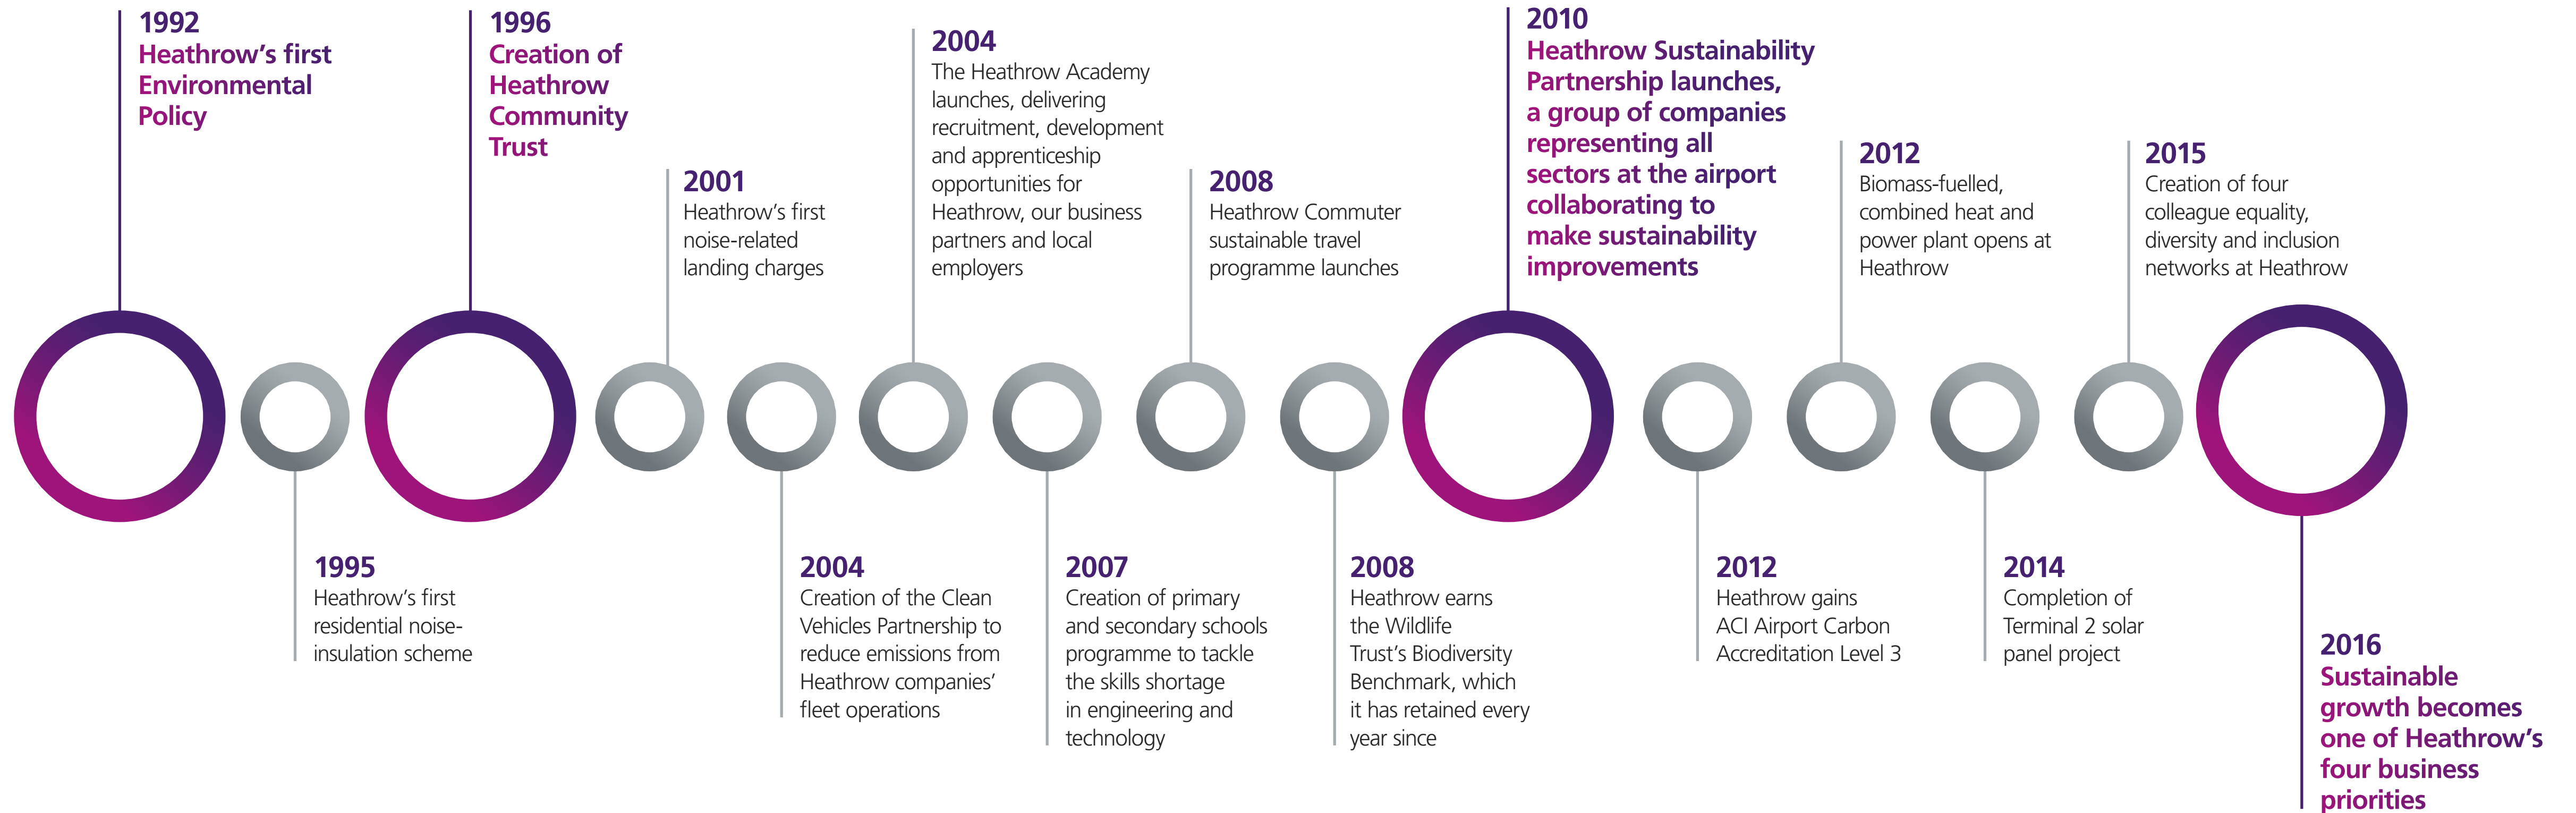 1992
Heathrow’s first
Environmental
Policy
1995
Heathrow’s first
residential noise-
insulation scheme
1996
Creation of
Heathrow
Community
Trust
2001
Heathrow’s first
noise-related
landing charges
2004
Creation of the Clean
Vehicles Partnership to
reduce emissions from
Heathrow companies’
fleet operations
2004
The Heathrow Academy
launches, delivering
recruitment, development
and apprenticeship
opportunities for
Heathrow, our business
partners and local
employers
2007
Creation of primary
and secondary schools
programme to tackle
the skills shortage
in engineering and
technology
2008
Heathrow Commuter
sustainable travel
programme launches
2008
Heathrow earns
the Wildlife
Trust’s Biodiversity
Benchmark, which
it has retained every
year since
2010
Heathrow Sustainability
Partnership launches,
a group of companies
representing all
sectors at the airport
collaborating to
make sustainability
improvements
2012
Heathrow gains
ACI Airport Carbon
Accreditation Level 3
2012
Biomass-fuelled,
combined heat and
power plant opens at
Heathrow
2014
Completion of
Terminal 2 solar
panel project
2015
Creation of four
colleague equality,
diversity and inclusion
networks at Heathrow
2016
Sustainable
growth becomes
one of Heathrow’s
four business
priorities